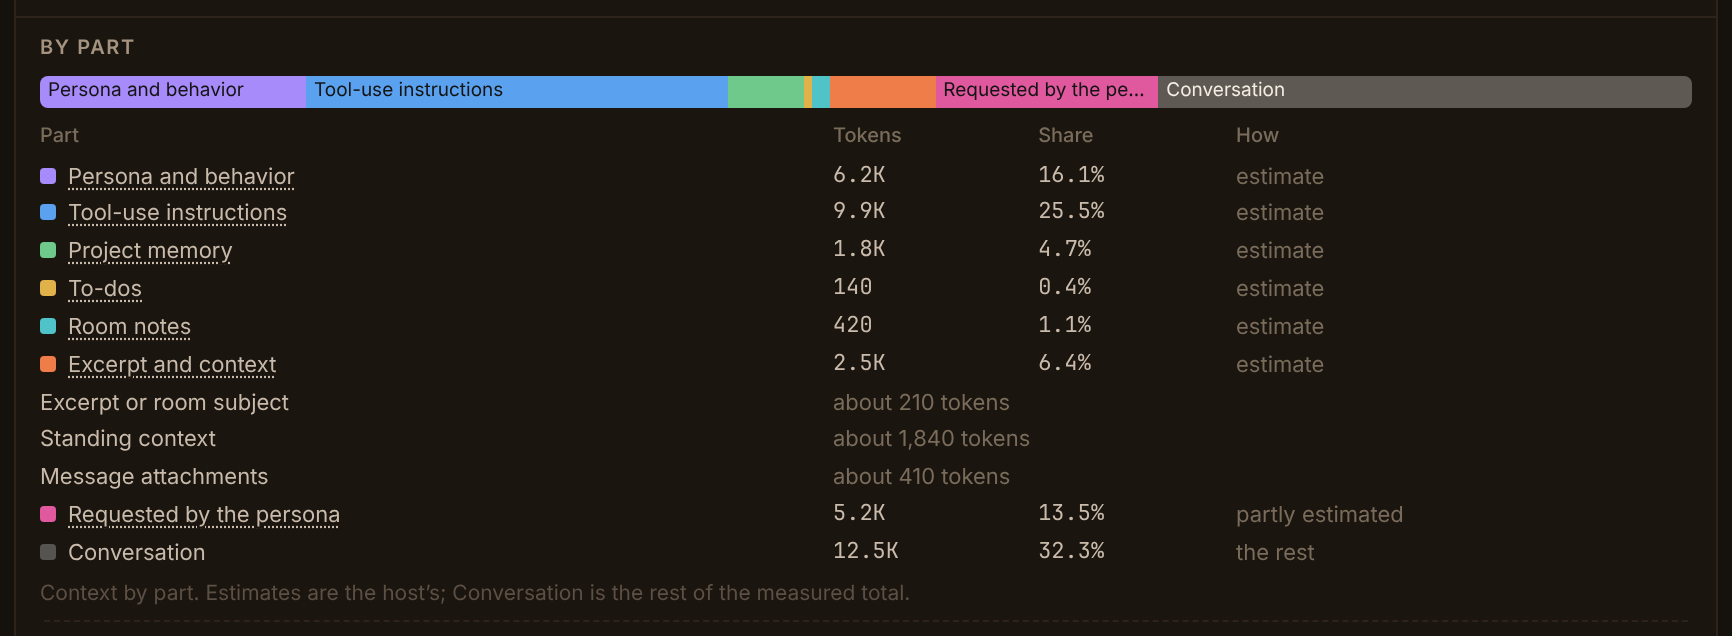 BY PART
Persona and behavior Tool-use instructions Requested by the pe... Conversation
Part Tokens Share How
Persona and behavior 6.2K 16.1% estimate
Tool-use instructions 9.9K 25.5% estimate
Project memory 1.8K 4.7% estimate
To-dos 140 0.4% estimate
Room notes 420 1.1% estimate
Excerpt and context 2.5K 6.4% estimate
Excerpt or room subject about 210 tokens
Standing context about 1,840 tokens
Message attachments about 410 tokens
Requested by the persona 5.2K 13.5% partly estimated
Conversation 12.5K 32.3% the rest
Context by part. Estimates are the host’s; Conversation is the rest of the measured total.